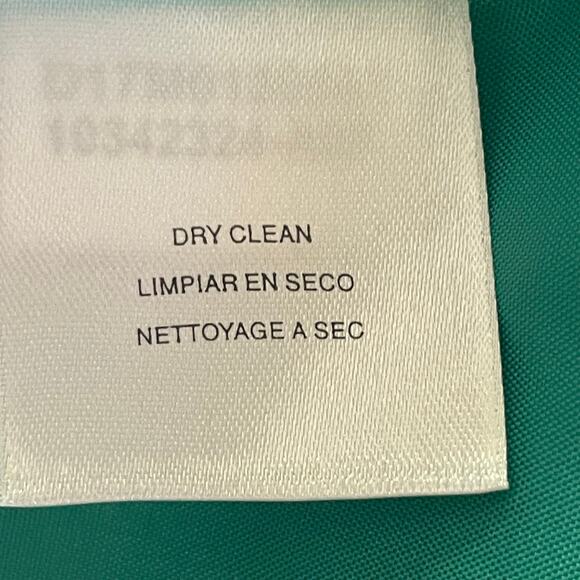 DRY CLEAN
LIMPIAR EN SECO
NETTOYAGE A SEC